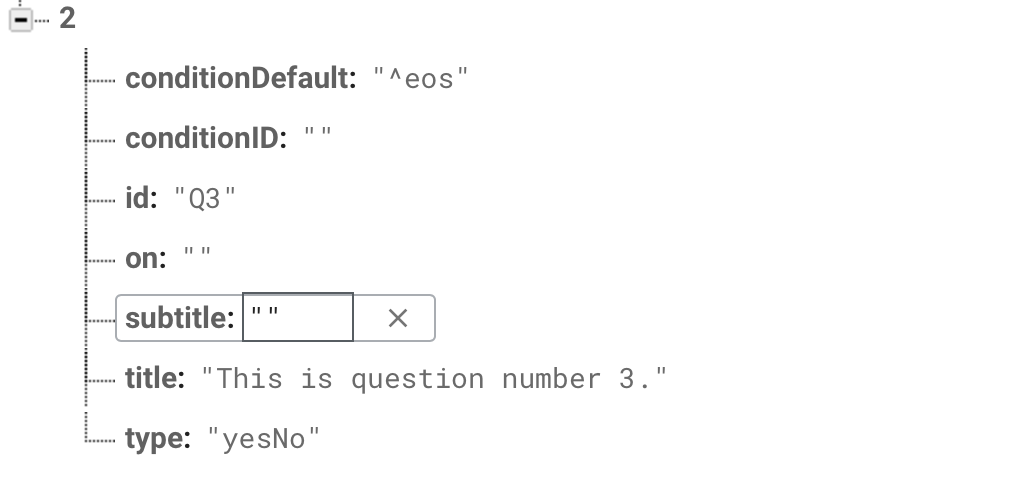 2
conditionDefault: "^eos"
conditionID: ""
id: "Q3"
on: ""
subtitle: ""
title: "This is question number 3."
type: "yesNo"